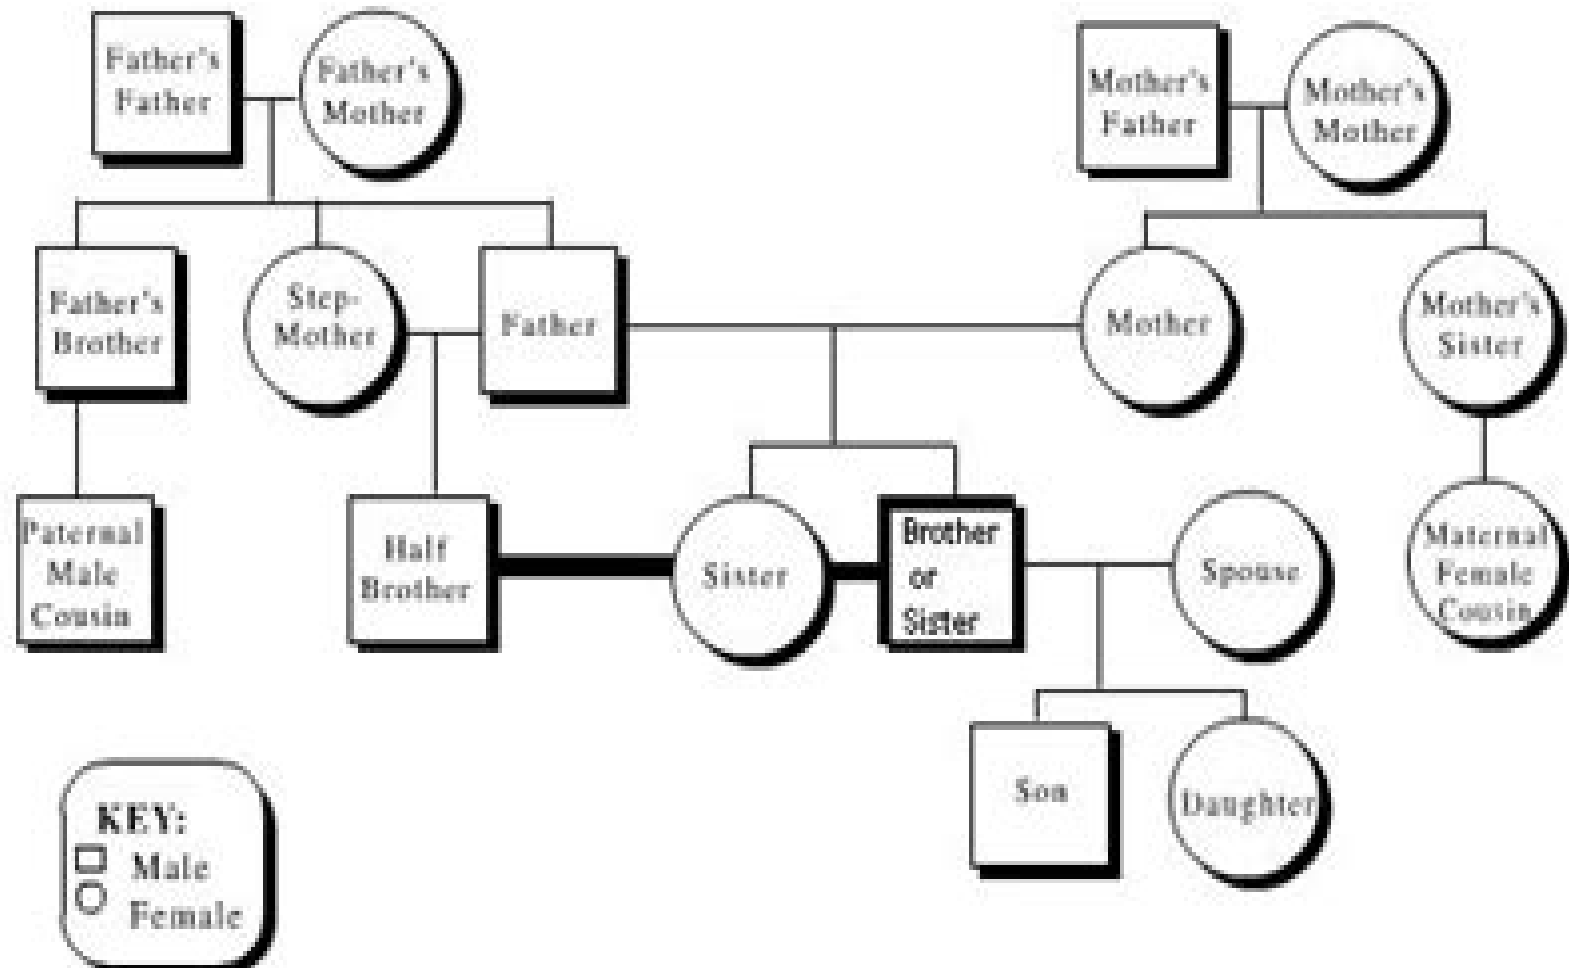 Father's
Father
Father's
Mother
Mother's
Father
Mother's
Mother
Father's
Brother
Step-
Mother
Father
Mother
Mother's
Sister
Paternal
Male
Cousin
Half
Brother
Sister
Brother
or
Sister
Spouse
Maternal
Female
Cousin
Son
Daughter
KEY:
Male
Female